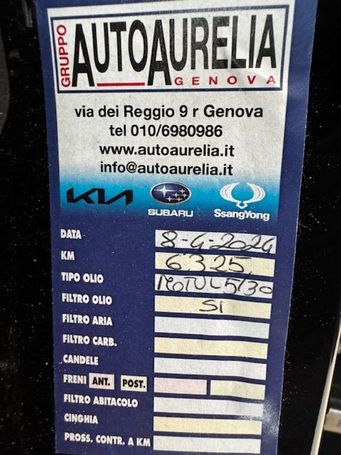 GRUPPO
AUTOAURELIA
GENOVA
via dei Reggio 9 r Genova
tel 010/6980986
www.autoaurelia.it
info@autoaurelia.it
KIA SUBARU SsangYong
DATA 8-4-2024
KM 6325
TIPO OLIO MOTUL 5/30
FILTRO OLIO SI
FILTRO ARIA
FILTRO CARB.
CANDELE
FRENI ANT. POST.
FILTRO ABITACOLO
CINGHIA
PROSS. CONTR. A KM